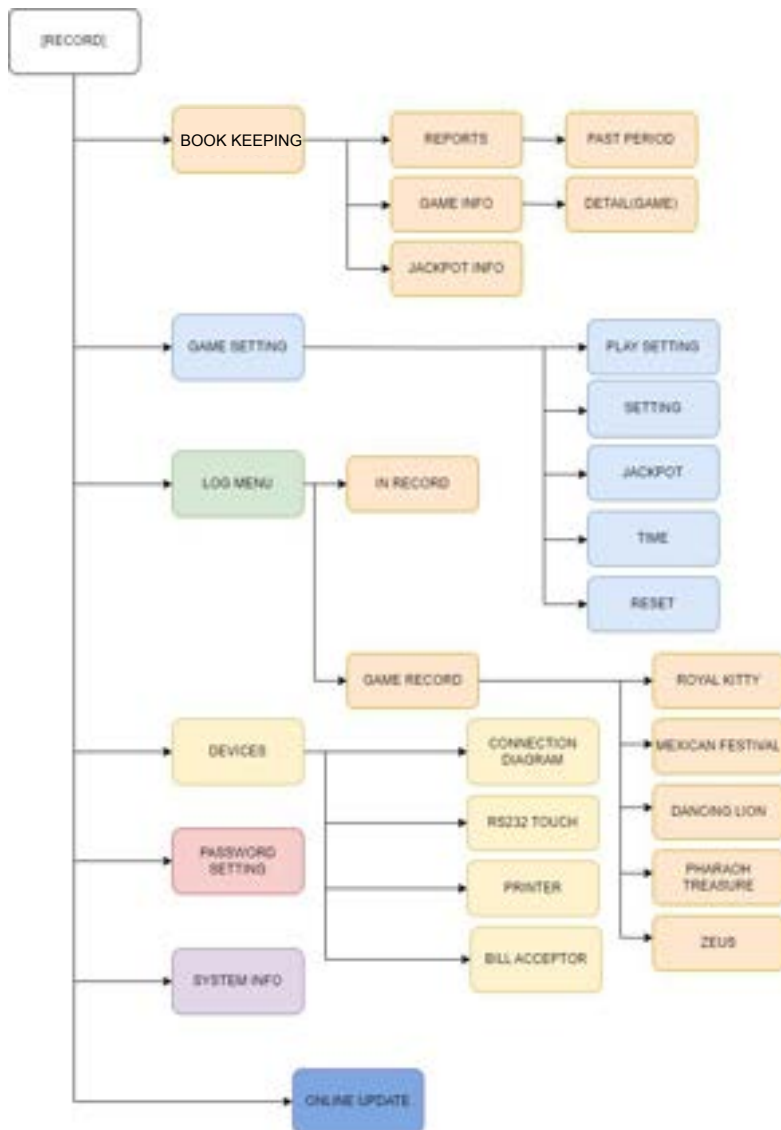 [RECORD]
BOOK KEEPING
REPORTS
PAST PERIOD
GAME INFO
DETAIL(GAME)
JACKPOT INFO
GAME SETTING
PLAY SETTING
SETTING
LOG MENU
IN RECORD
JACKPOT
TIME
RESET
GAME RECORD
ROYAL KITTY
DEVICES
CONNECTION
DIAGRAM
MEXICAN FESTIVAL
RS232 TOUCH
DANCING LION
PASSWORD
SETTING
PRINTER
PHARAOH
TREASURE
ZEUS
BILL ACCEPTOR
SYSTEM INFO
ONLINE UPDATE